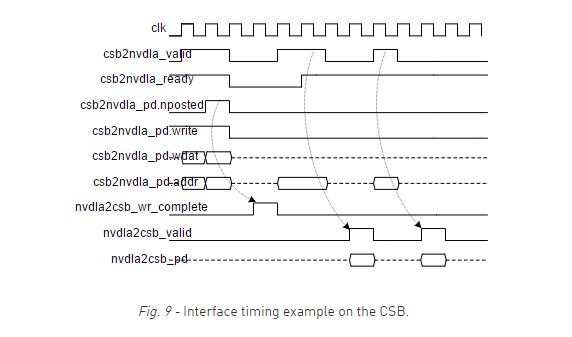 clk
csb2nvdla_valid
csb2nvdla_ready
csb2nvdla_pd.nposted
csb2nvdla_pd.write
csb2nvdla_pd.wdat
csb2nvdla_pd.addr
nvdla2csb_wr_complete
nvdla2csb_valid
nvdla2csb_pd
Fig. 9 - Interface timing example on the CSB.